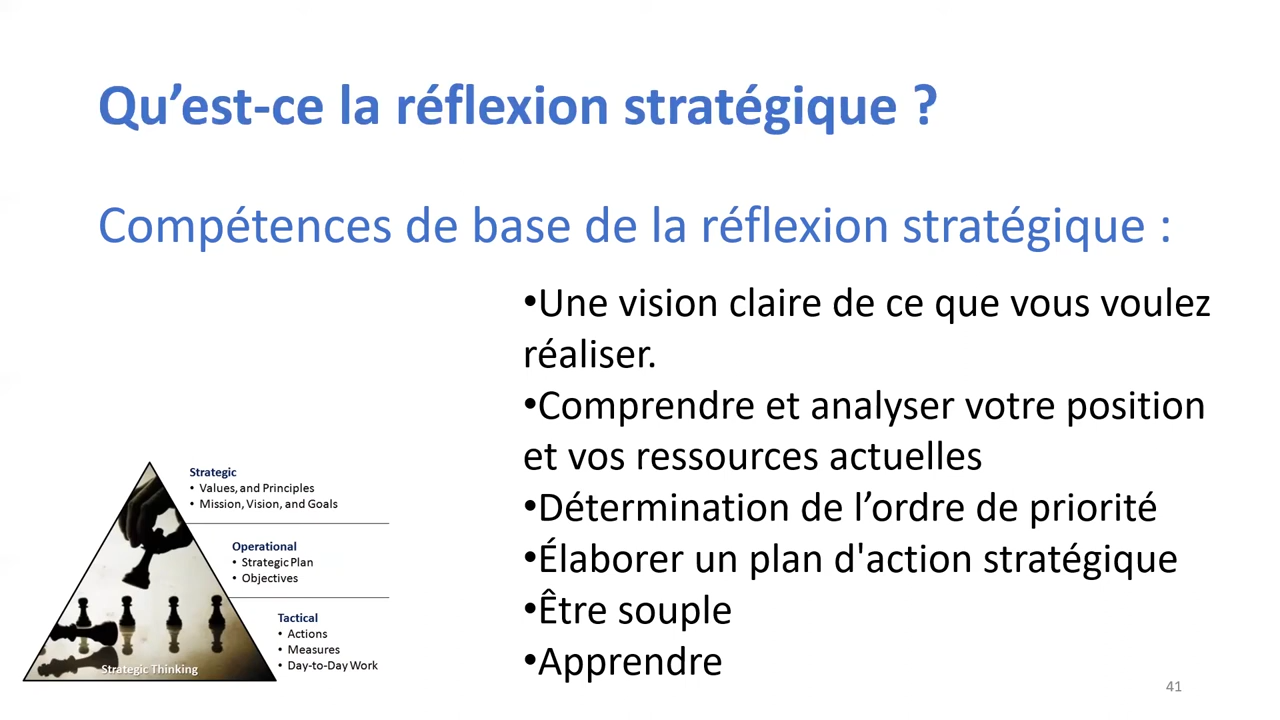 Qu’est-ce la réflexion stratégique ?
Compétences de base de la réflexion stratégique :
•Une vision claire de ce que vous voulez
réaliser.
•Comprendre et analyser votre position
et vos ressources actuelles
•Détermination de l’ordre de priorité
•Élaborer un plan d'action stratégique
•Être souple
•Apprendre
Strategic
• Values, and Principles
• Mission, Vision, and Goals
Operational
• Strategic Plan
• Objectives
Tactical
• Actions
• Measures
• Day-to-Day Work
Strategic Thinking
41